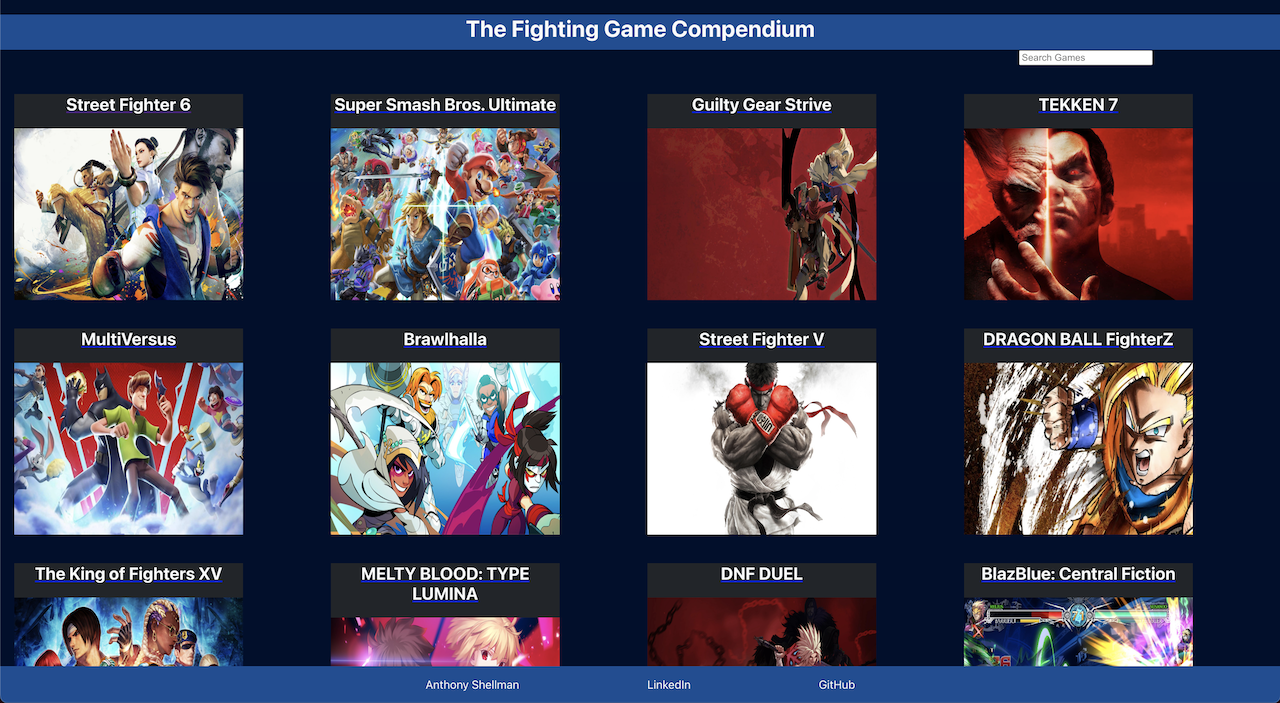 The Fighting Game Compendium
Search Games
Street Fighter 6
Super Smash Bros. Ultimate
Guilty Gear Strive
TEKKEN 7
MultiVersus
Brawlhalla
Street Fighter V
DRAGON BALL FighterZ
The King of Fighters XV
MELTY BLOOD: TYPE
LUMINA
DNF DUEL
BlazBlue: Central Fiction
Anthony Shellman
LinkedIn
GitHub